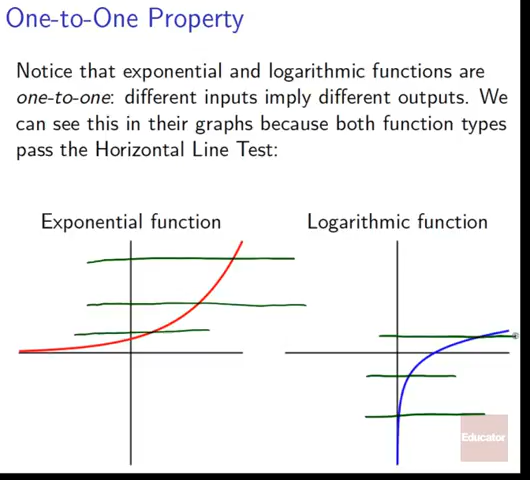 One-to-One Property
Notice that exponential and logarithmic functions are
one-to-one: different inputs imply different outputs. We
can see this in their graphs because both function types
pass the Horizontal Line Test:
Exponential function
Logarithmic function
Educator